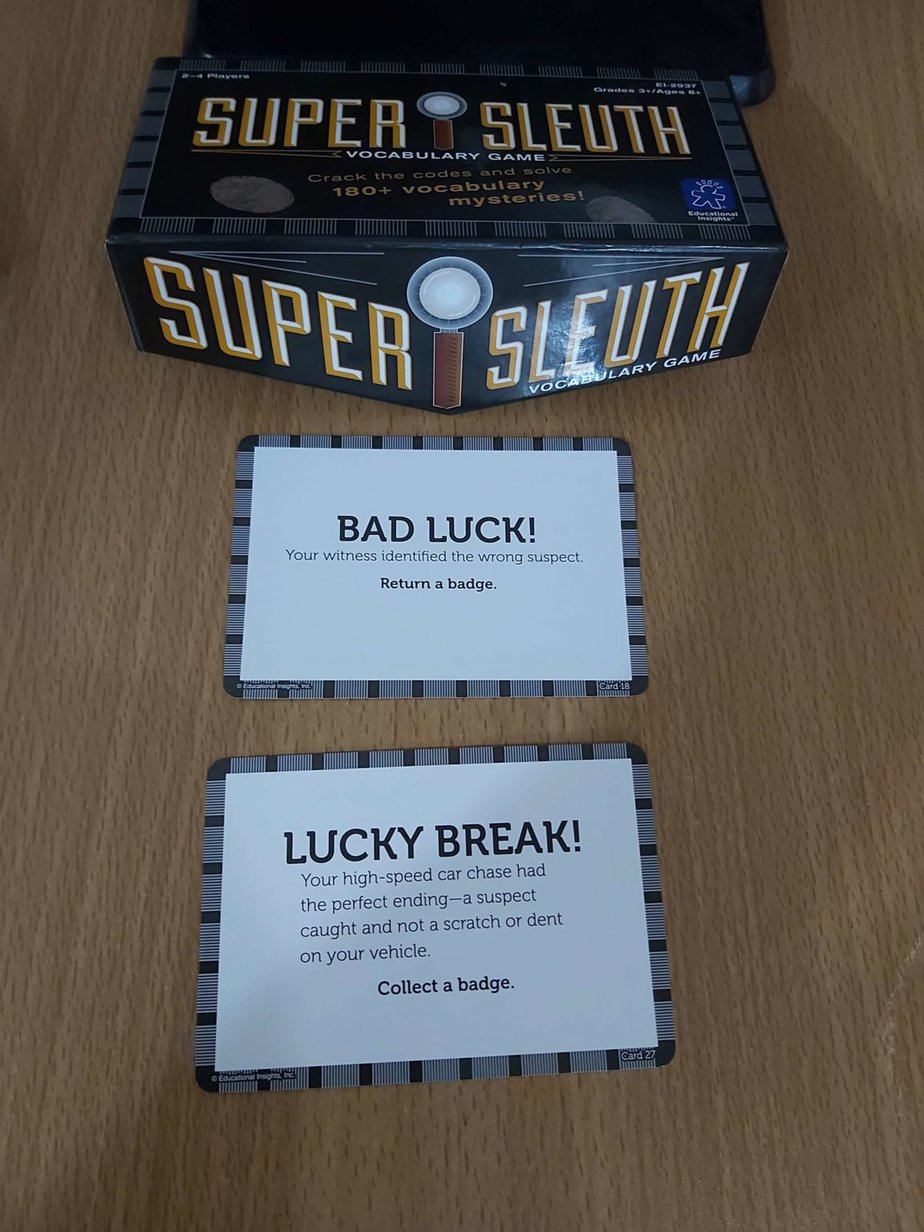 2-4 Players
EI-2937
Grades 3+/Ages 8+
SUPER SLEUTH
VOCABULARY GAME
Crack the codes and solve
180+ vocabulary
mysteries!
Educational
Insights®
SUPER SLEUTH
VOCABULARY GAME
BAD LUCK!
Your witness identified the wrong suspect.
Return a badge.
© Educational Insights, Inc.
Card 18
LUCKY BREAK!
Your high-speed car chase had
the perfect ending—a suspect
caught and not a scratch or dent
on your vehicle.
Collect a badge.
© Educational Insights, Inc.
Card 27